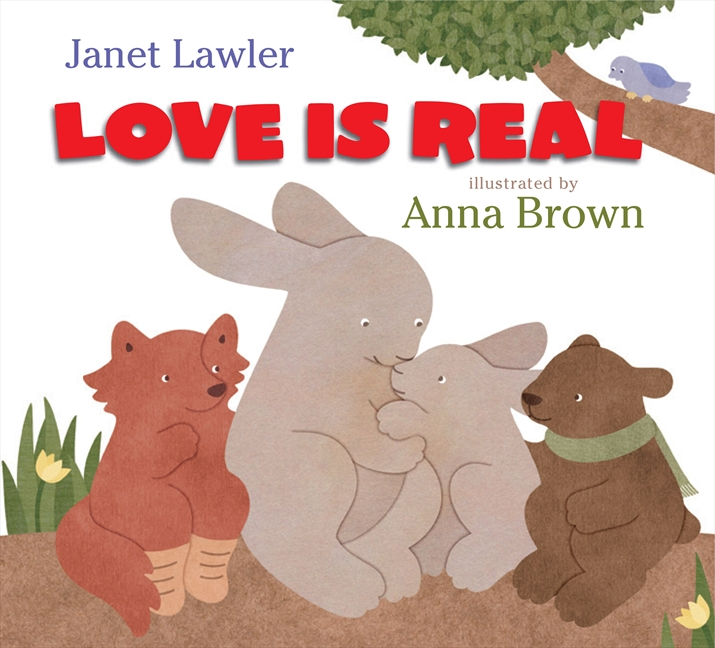 Janet Lawler
LOVE IS REAL
illustrated by
Anna Brown